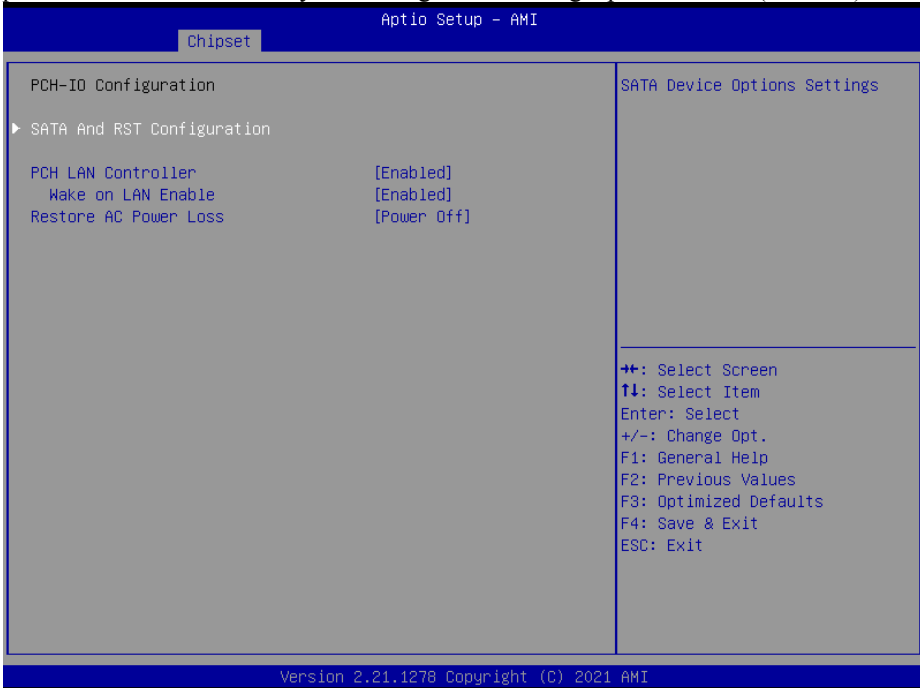 Aptio Setup – AMI
Chipset
PCH-IO Configuration
SATA And RST Configuration
PCH LAN Controller [Enabled]
Wake on LAN Enable [Enabled]
Restore AC Power Loss [Power Off]
SATA Device Options Settings
→←: Select Screen
↑↓: Select Item
Enter: Select
+/-: Change Opt.
F1: General Help
F2: Previous Values
F3: Optimized Defaults
F4: Save & Exit
ESC: Exit
Version 2.21.1278 Copyright (C) 2021 AMI